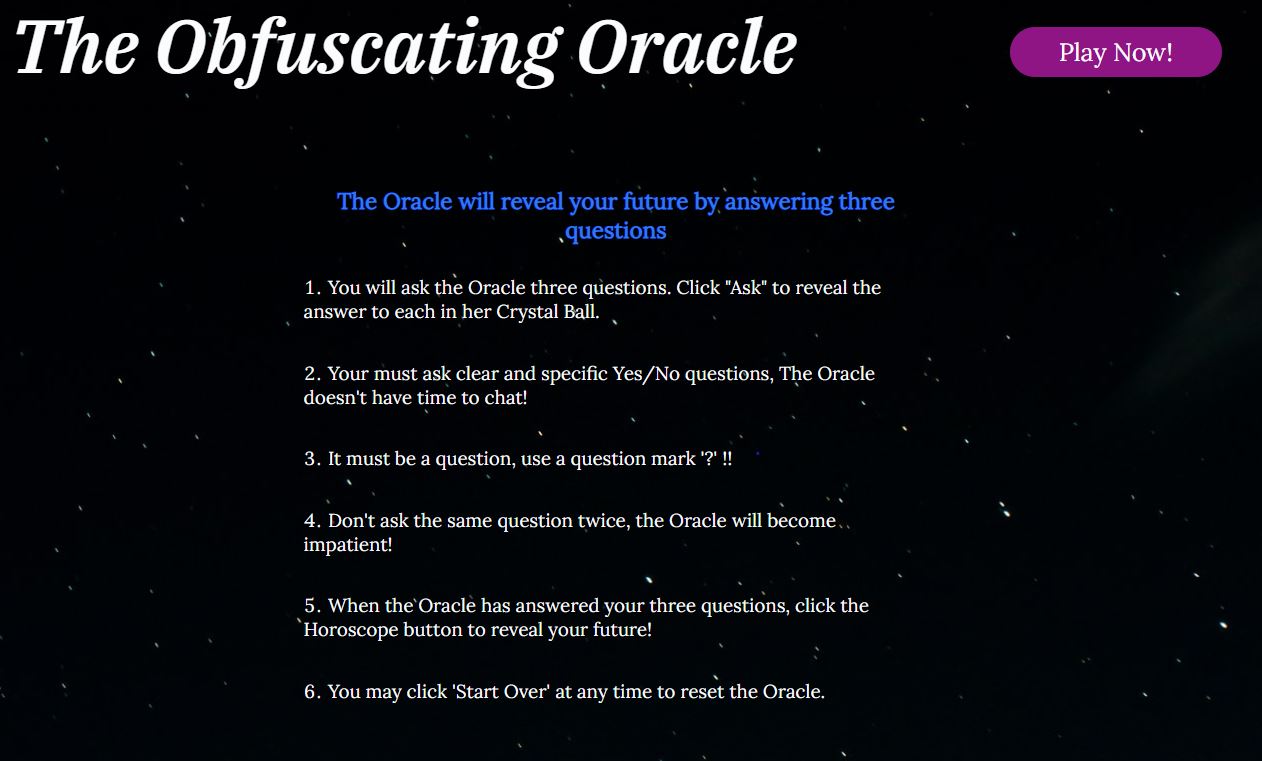 The Obfuscating Oracle
Play Now!
The Oracle will reveal your future by answering three
questions
1. You will ask the Oracle three questions. Click "Ask" to reveal the
answer to each in her Crystal Ball.
2. Your must ask clear and specific Yes/No questions, The Oracle
doesn't have time to chat!
3. It must be a question, use a question mark '?' !!
4. Don't ask the same question twice, the Oracle will become
impatient!
5. When the Oracle has answered your three questions, click the
Horoscope button to reveal your future!
6. You may click 'Start Over' at any time to reset the Oracle.